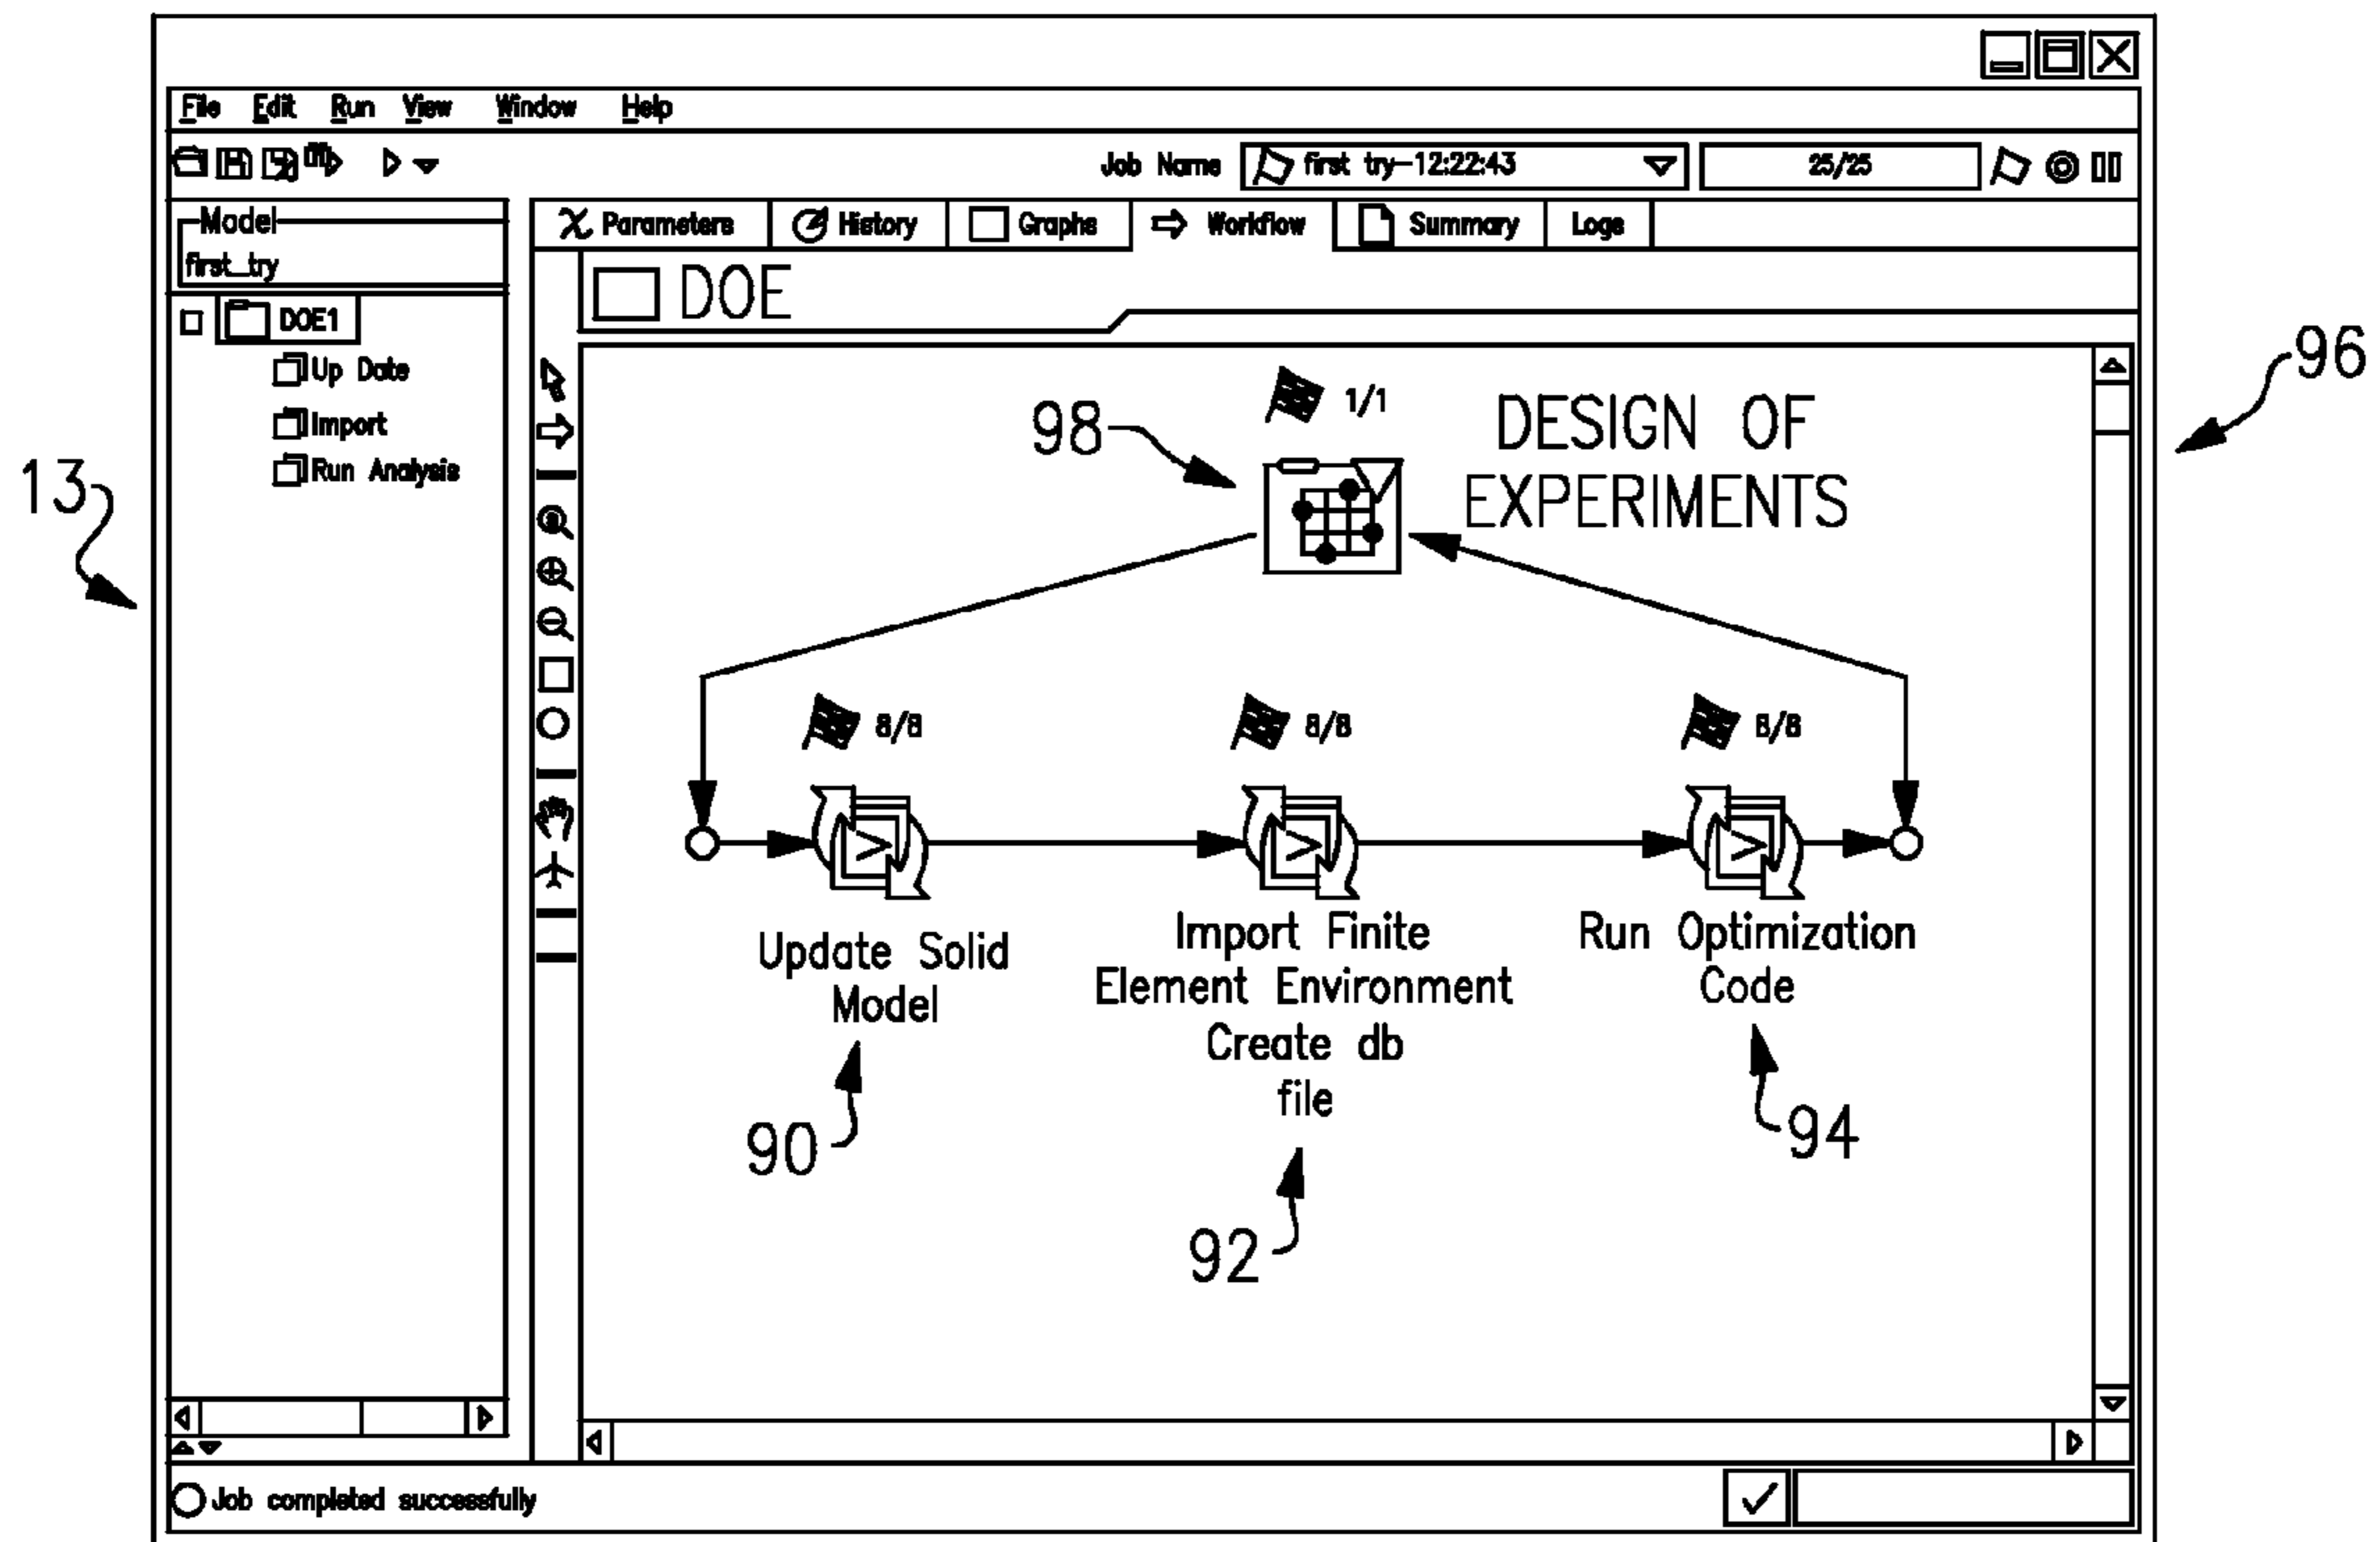 File Edit Run View Window Help
Job Name first try-12:22:43 25/25
Model
first_try
Parameters History Graphs Workflow Summary Logs
DOE
DOE1
Up Date
Import
Run Analysis
96
13
98
1/1
DESIGN OF
EXPERIMENTS
8/8 8/8 8/8
> > >
Update Solid
Model
Import Finite
Element Environment
Create db
file
Run Optimization
Code
90
92
94
Job completed successfully